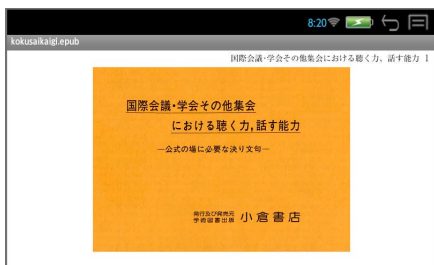 8:20
kokusaikaigi.epub
国際会議・学会その他集会における聴く力，話す能力 1
国際会議・学会その他集会
における聴く力,話す能力
―公式の場に必要な決り文句―
発行及び発売元
学術図書出版 小倉書店